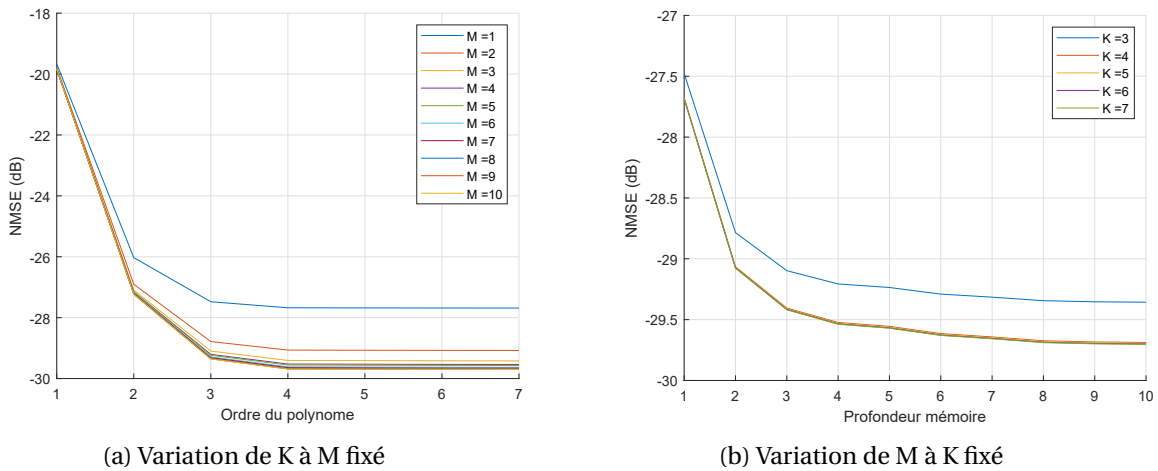 -18
-20
-22
-24
-26
-28
-30
NMSE (dB)
1 2 3 4 5 6 7
Ordre du polynome
M =1
M =2
M =3
M =4
M =5
M =6
M =7
M =8
M =9
M =10
(a) Variation de K à M fixé
-27
-27.5
-28
-28.5
-29
-29.5
-30
NMSE (dB)
1 2 3 4 5 6 7 8 9 10
Profondeur mémoire
K =3
K =4
K =5
K =6
K =7
(b) Variation de M à K fixé